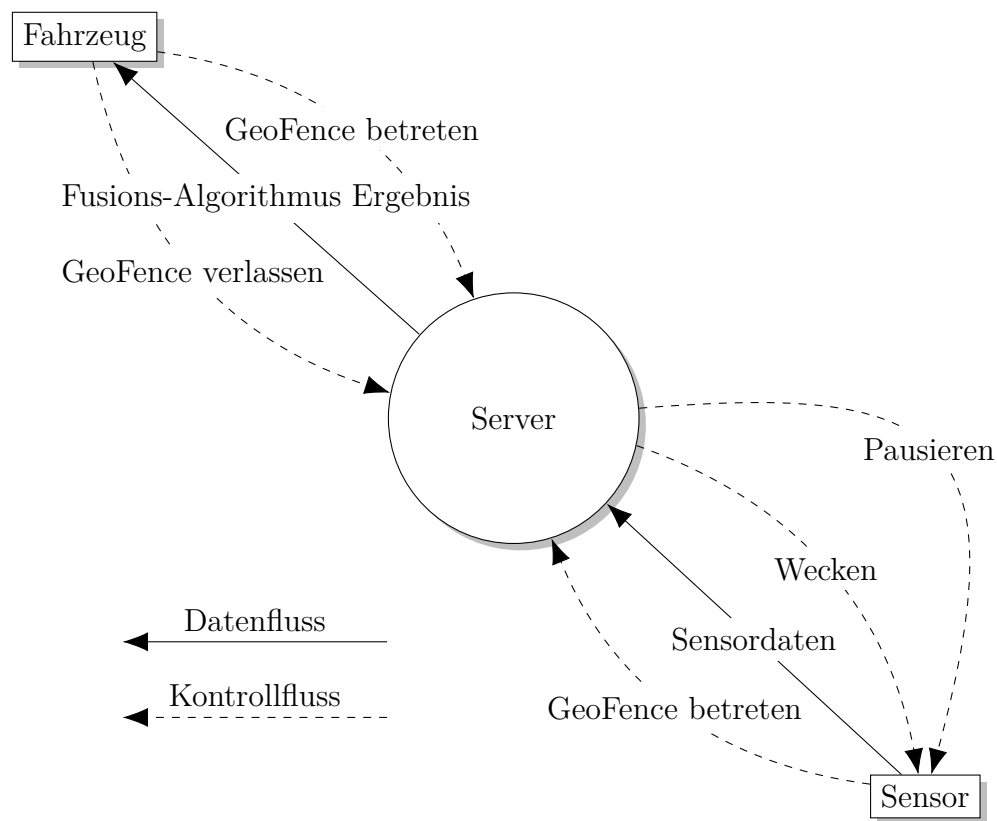 Fahrzeug
GeoFence betreten
Fusions-Algorithmus Ergebnis
GeoFence verlassen
Server
Pausieren
Wecken
Datenfluss
Sensordaten
Kontrollfluss
GeoFence betreten
Sensor